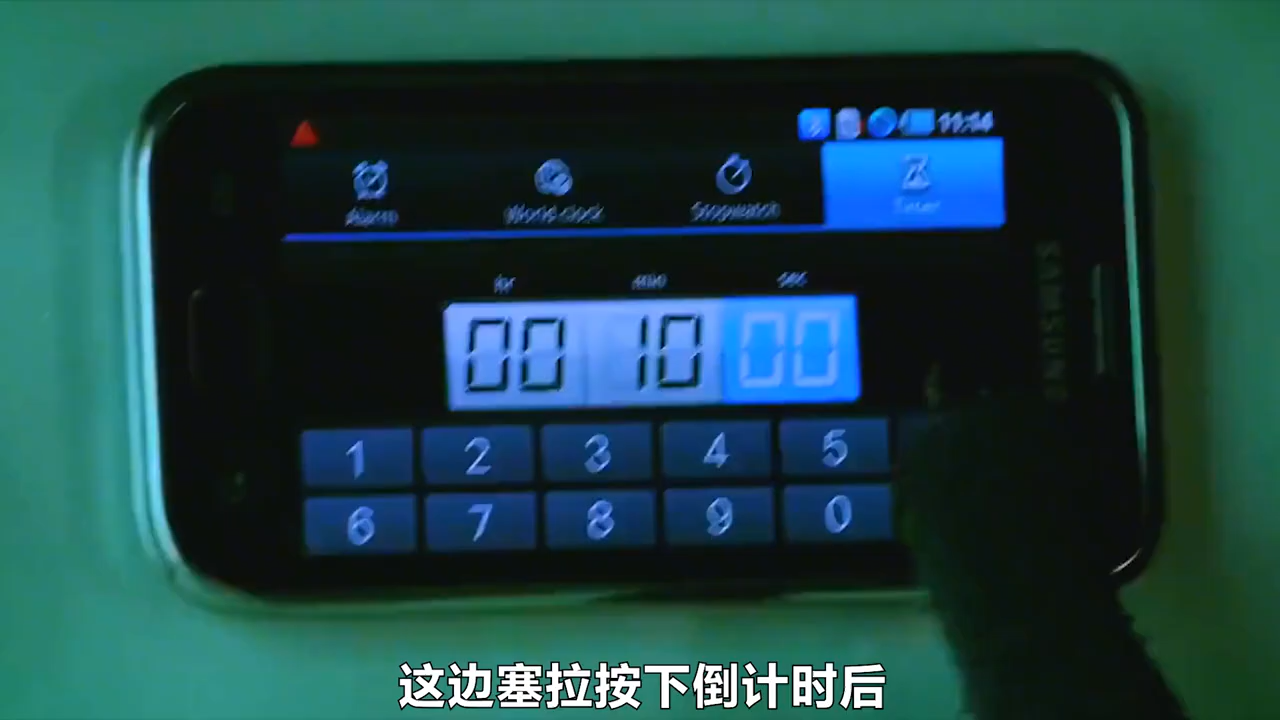 11:14
Alarm
World clock
Stopwatch
Timer
hr min sec
00 10 00
SAMSUNG
1 2 3 4 5
6 7 8 9 0
这边塞拉按下倒计时后